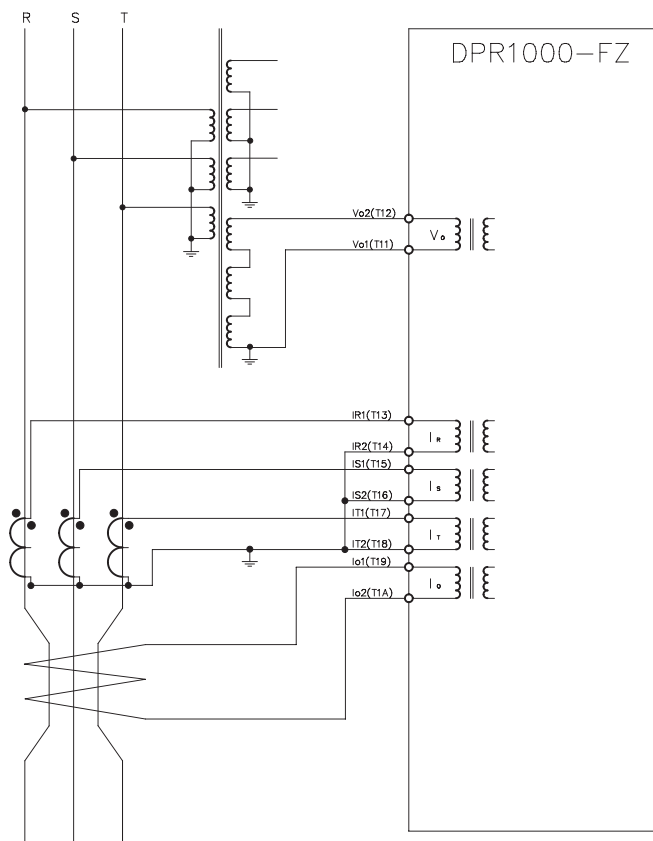 R S T
DPR1000-FZ
Vo2(T12)
Vo
Vo1(T11)
IR1(T13)
IR
IR2(T14)
IS1(T15)
IS
IS2(T16)
IT1(T17)
IT
IT2(T18)
Io1(T19)
IO
Io2(T1A)